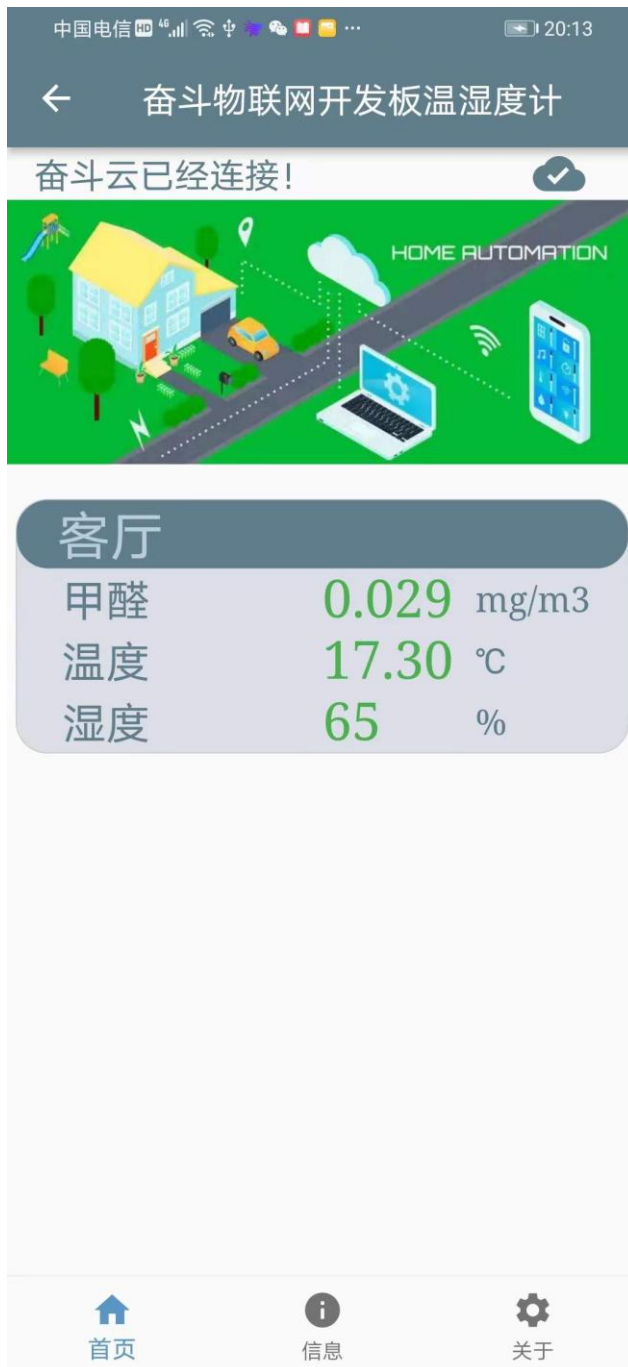 中国电信 HD 4G 20:13
奋斗物联网开发板温湿度计
奋斗云已经连接!
HOME AUTOMATION
客厅
甲醛 0.029 mg/m3
温度 17.30 ℃
湿度 65 %
首页 信息 关于